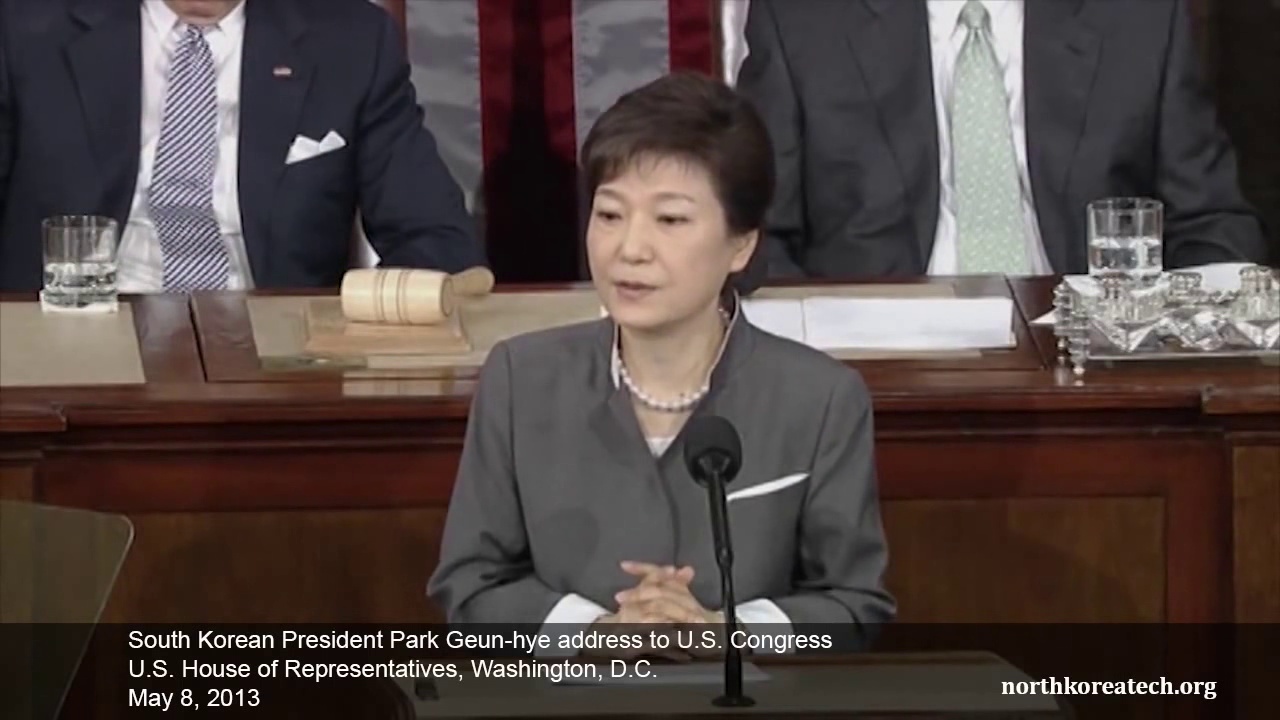 South Korean President Park Geun-hye address to U.S. Congress
U.S. House of Representatives, Washington, D.C.
May 8, 2013
northkoreatech.org